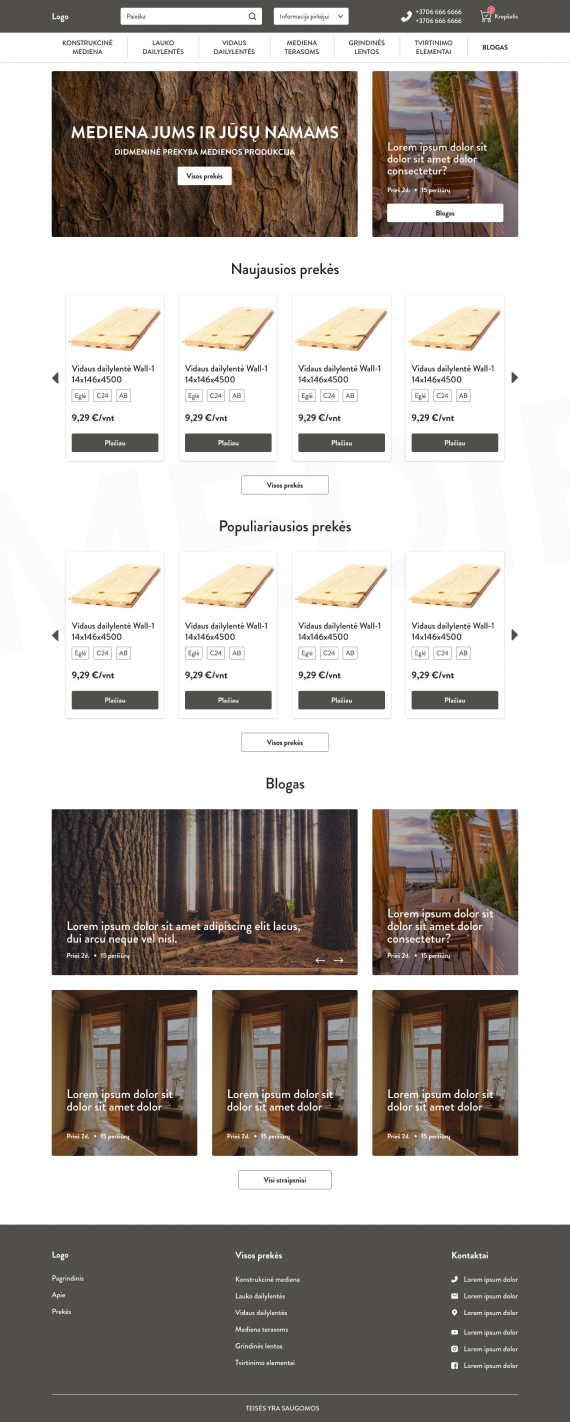 Logo
Paieška
Informacija pirkėjui
+3706 666 6666
+3706 666 6666
Krepšelis
KONSTRUKCINĖ
MEDIENA
LAUKO
DAILYLENTĖS
VIDAUS
DAILYLENTĖS
MEDIENA
TERASOMS
GRINDINĖS
LENTOS
TVIRTINIMO
ELEMENTAI
BLOGAS
MEDIENA JUMS IR JŪSŲ NAMAMS
DIDMENINĖ PREKYBA MEDIENOS PRODUKCIJA
Visos prekės
Lorem ipsum dolor sit
dolor sit amet dolor
consectetur?
Prieš 2d. • 15 peržiūrų
Blogas
Naujausios prekės
Vidaus dailylentė Wall-1
14x146x4500
Eglė C24 AB
9,29 €/vnt
Plačiau
Vidaus dailylentė Wall-1
14x146x4500
Eglė C24 AB
9,29 €/vnt
Plačiau
Vidaus dailylentė Wall-1
14x146x4500
Eglė C24 AB
9,29 €/vnt
Plačiau
Vidaus dailylentė Wall-1
14x146x4500
Eglė C24 AB
9,29 €/vnt
Plačiau
Visos prekės
Populiariausios prekės
Vidaus dailylentė Wall-1
14x146x4500
Eglė C24 AB
9,29 €/vnt
Plačiau
Vidaus dailylentė Wall-1
14x146x4500
Eglė C24 AB
9,29 €/vnt
Plačiau
Vidaus dailylentė Wall-1
14x146x4500
Eglė C24 AB
9,29 €/vnt
Plačiau
Vidaus dailylentė Wall-1
14x146x4500
Eglė C24 AB
9,29 €/vnt
Plačiau
Visos prekės
Blogas
Lorem ipsum dolor sit amet adipiscing elit lacus,
dui arcu neque vel nisl.
Prieš 2d. • 15 peržiūrų
Lorem ipsum dolor sit
dolor sit amet dolor
consectetur?
Prieš 2d. • 15 peržiūrų
Lorem ipsum dolor sit
dolor sit amet dolor
Prieš 2d. • 15 peržiūrų
Lorem ipsum dolor sit
dolor sit amet dolor
Prieš 2d. • 15 peržiūrų
Lorem ipsum dolor sit
dolor sit amet dolor
Prieš 2d. • 15 peržiūrų
Visi straipsniai
Logo
Pagrindinis
Apie
Prekės
Visos prekės
Konstrukcinė mediena
Lauko dailylentės
Vidaus dailylentės
Mediena terasoms
Grindinės lentos
Tvirtinimo elementai
Kontaktai
Lorem ipsum dolor
Lorem ipsum dolor
Lorem ipsum dolor
Lorem ipsum dolor
Lorem ipsum dolor
Lorem ipsum dolor
TEISĖS YRA SAUGOMOS